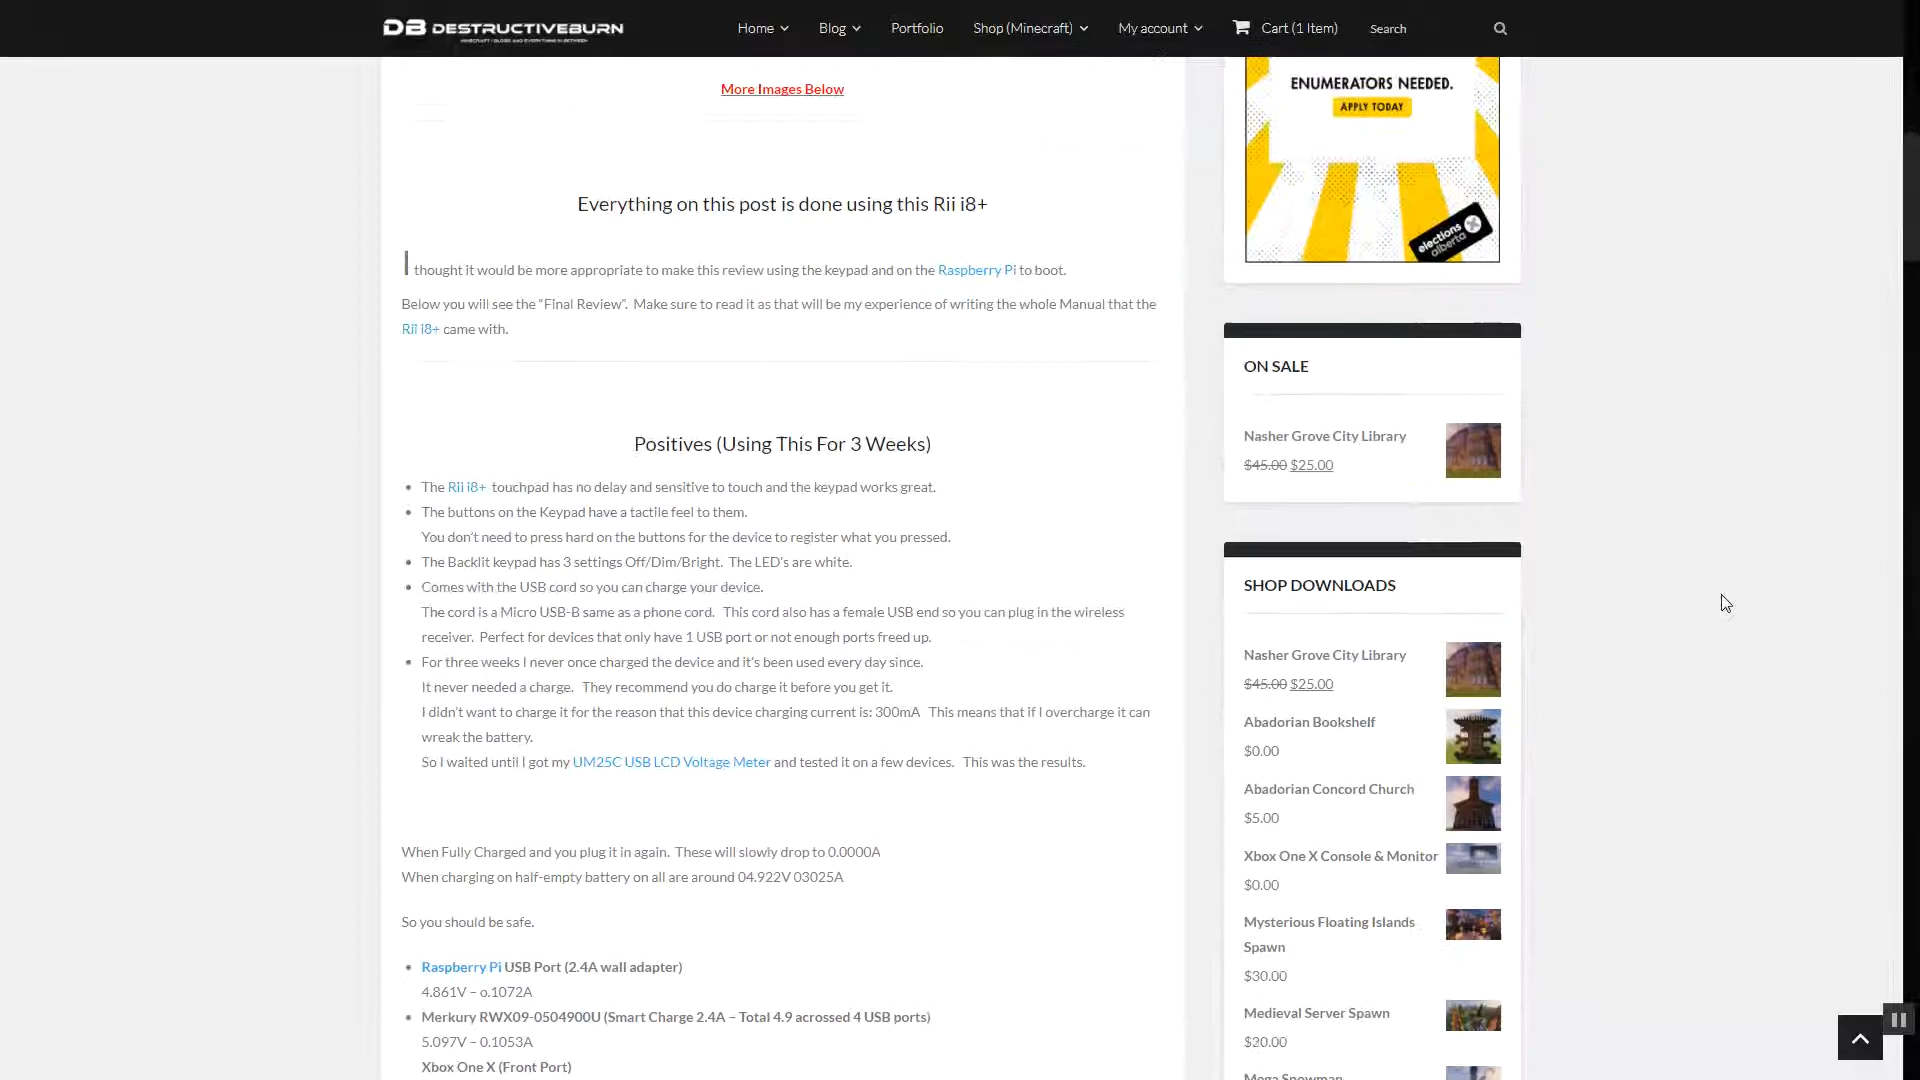 DB DESTRUCTIVEBURN
Home
Blog
Portfolio
Shop (Minecraft)
My account
Cart (1 Item)
Search
More Images Below
Everything on this post is done using this Rii i8+
I thought it would be more appropriate to make this review using the keypad and on the Raspberry Pi to boot.
Below you will see the “Final Review”. Make sure to read it as that will be my experience of writing the whole Manual that the
Rii i8+ came with.
Positives (Using This For 3 Weeks)
The Rii i8+ touchpad has no delay and sensitive to touch and the keypad works great.
The buttons on the Keypad have a tactile feel to them.
You don’t need to press hard on the buttons for the device to register what you pressed.
The Backlit keypad has 3 settings Off/Dim/Bright. The LED’s are white.
Comes with the USB cord so you can charge your device.
The cord is a Micro USB-B same as a phone cord. This cord also has a female USB end so you can plug in the wireless
receiver. Perfect for devices that only have 1 USB port or not enough ports freed up.
For three weeks I never once charged the device and it’s been used every day since.
It never needed a charge. They recommend you do charge it before you get it.
I didn’t want to charge it for the reason that this device charging current is: 300mA This means that if I overcharge it can
wreak the battery.
So I waited until I got my UM25C USB LCD Voltage Meter and tested it on a few devices. This was the results.
When Fully Charged and you plug it in again. These will slowly drop to 0.0000A
When charging on half-empty battery on all are around 04.922V 03025A
So you should be safe.
Raspberry Pi USB Port (2.4A wall adapter)
4.861V – o.1072A
Merkury RWX09-0504900U (Smart Charge 2.4A – Total 4.9 acrossed 4 USB ports)
5.097V – 0.1053A
Xbox One X (Front Port)
ENUMERATORS NEEDED.
APPLY TODAY
elections
alberta
ON SALE
Nasher Grove City Library
$45.00 $25.00
SHOP DOWNLOADS
Nasher Grove City Library
$45.00 $25.00
Abadorian Bookshelf
$0.00
Abadorian Concord Church
$5.00
Xbox One X Console & Monitor
$0.00
Mysterious Floating Islands
Spawn
$30.00
Medieval Server Spawn
$20.00
Mega Snowman